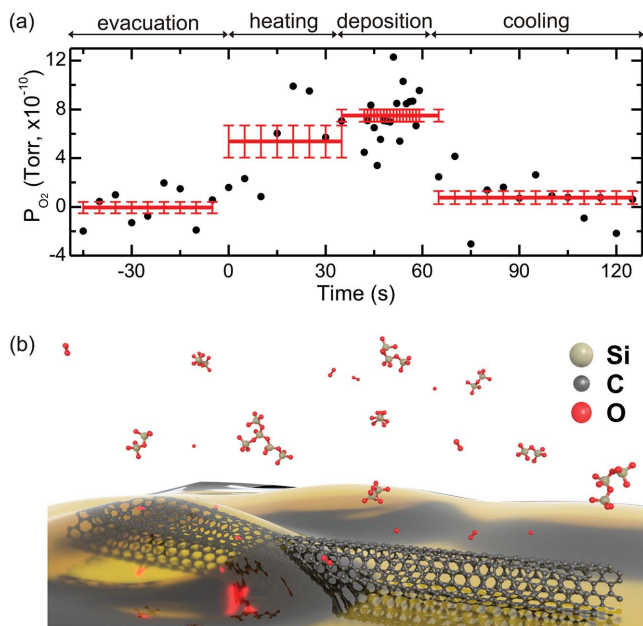 (a) evacuation heating deposition cooling
12
8
4
0
-4
P_O₂ (Torr, x10⁻¹⁰)
-30 0 30 60 90 120
Time (s)
(b)
Si
C
O